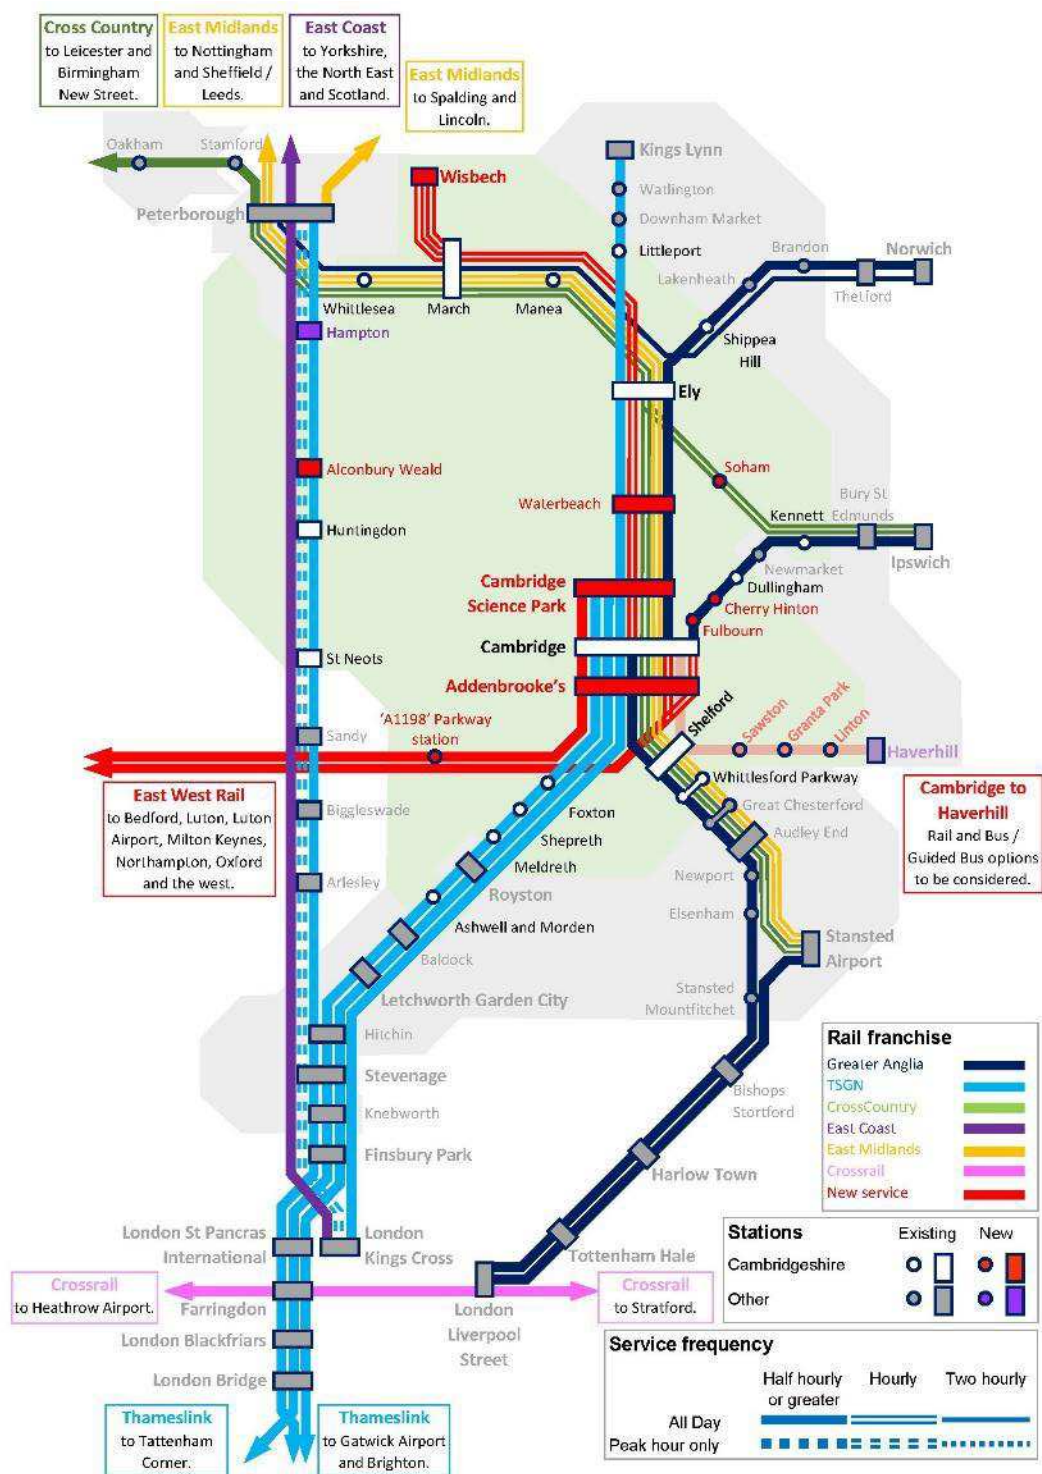 Cross Country
to Leicester and
Birmingham
New Street.
East Midlands
to Nottingham
and Sheffield /
Leeds.
East Coast
to Yorkshire,
the North East
and Scotland.
East Midlands
to Spalding and
Lincoln.
Oakham
Stamford
Peterborough
Wisbech
Kings Lynn
Watlington
Downham Market
Littleport
Brandon
Norwich
Lakenheath
Thetford
Whittlesea
March
Manea
Hampton
Shippea
Hill
Ely
Alconbury Weald
Soham
Waterbeach
Bury St
Edmunds
Kennett
Huntingdon
Newmarket
Ipswich
Dullingham
Cambridge
Science Park
Cherry Hinton
Fulbourn
Cambridge
St Neots
Addenbrooke's
Shelford
Sawston
Granta Park
Linton
Haverhill
'A1198' Parkway
station
Sandy
Whittlesford Parkway
East West Rail
to Bedford, Luton, Luton
Airport, Milton Keynes,
Northampton, Oxford
and the west.
Biggleswade
Foxton
Great Chesterford
Cambridge to
Haverhill
Rail and Bus /
Guided Bus options
to be considered.
Shepreth
Audley End
Meldreth
Arlesley
Newport
Royston
Elsenham
Ashwell and Morden
Stansted
Airport
Baldock
Letchworth Garden City
Stansted
Mountfitchet
Hitchin
Stevenage
Bishops
Stortford
Knebworth
Finsbury Park
Harlow Town
London St Pancras
International
London
Kings Cross
Tottenham Hale
Crossrail
to Heathrow Airport.
Farringdon
London
Liverpool
Street
Crossrail
to Stratford.
London Blackfriars
London Bridge
Thameslink
to Tattenham
Corner.
Thameslink
to Gatwick Airport
and Brighton.
Rail franchise
Greater Anglia
TSGN
CrossCountry
East Coast
East Midlands
Crossrail
New service
Stations
Existing
New
Cambridgeshire
Other
Service frequency
Half hourly
or greater
Hourly
Two hourly
All Day
Peak hour only